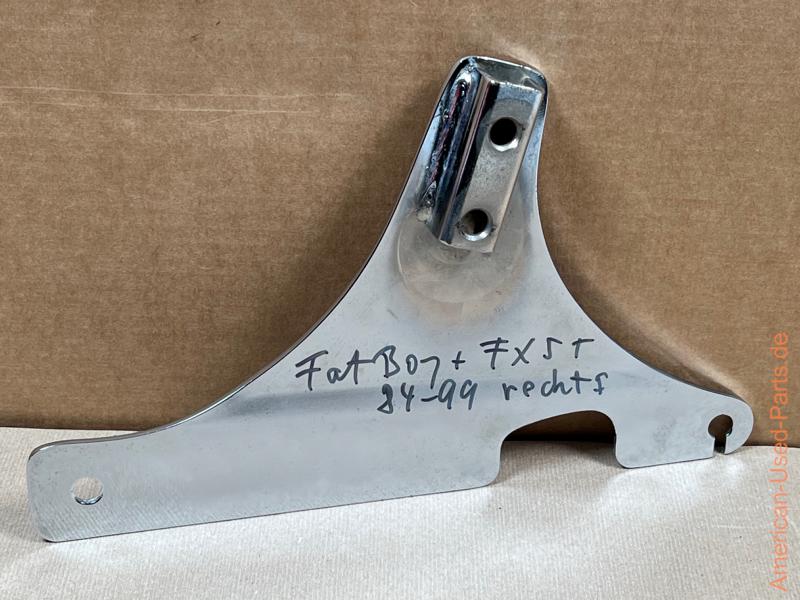 FatBoy + FXST
84-99 rechts
American-Used-Parts.de